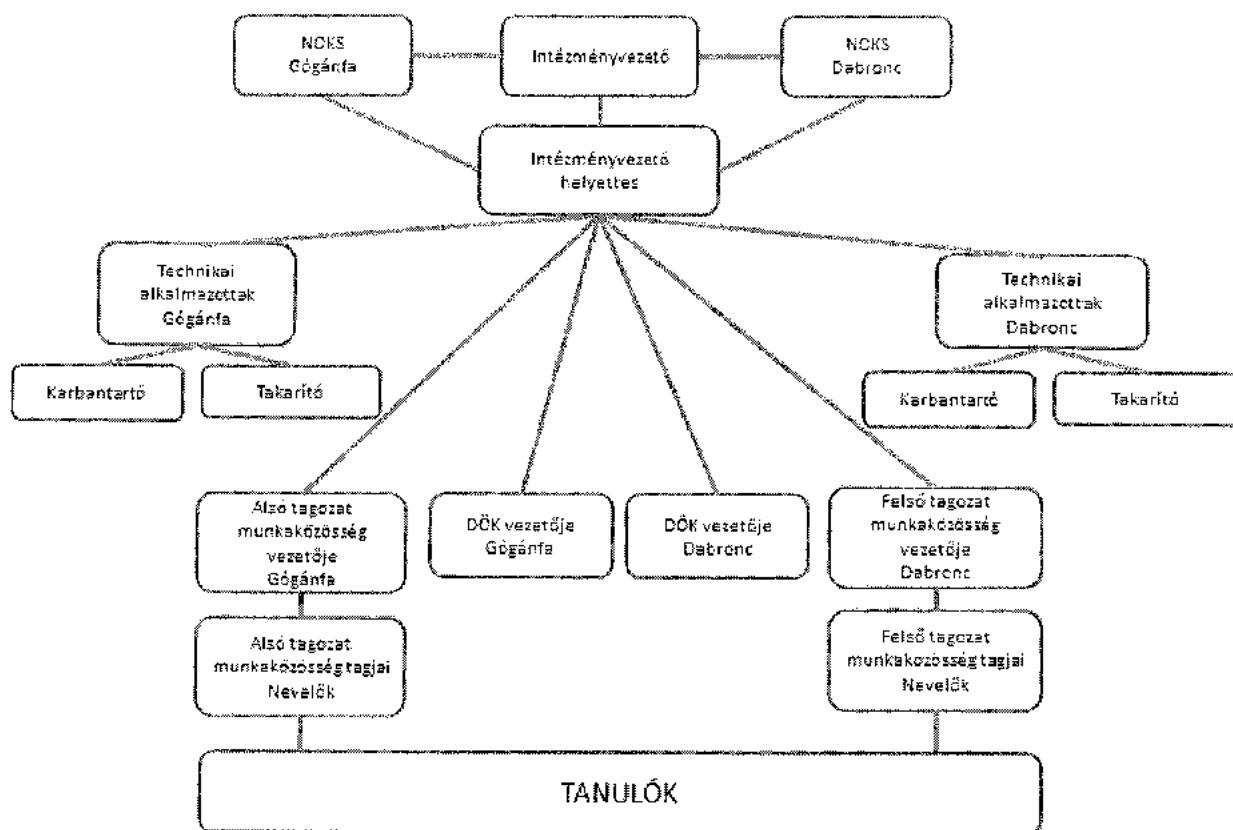 NOKS
Gógánfa
Intézményvezető
NOKS
Dabronc
Intézményvezető
helyettes
Technikai
alkalmazottak
Gógánfa
Technikai
alkalmazottak
Dabronc
Karbantartó
Takarító
Karbantartó
Takarító
Alsó tagozat
munkaközösség
vezetője
Gógánfa
DÖK vezetője
Gógánfa
DÖK vezetője
Dabronc
Felső tagozat
munkaközösség
vezetője
Dabronc
Alsó tagozat
munkaközösség tagjai
Nevelők
Felső tagozat
munkaközösség tagjai
Nevelők
TANULÓK